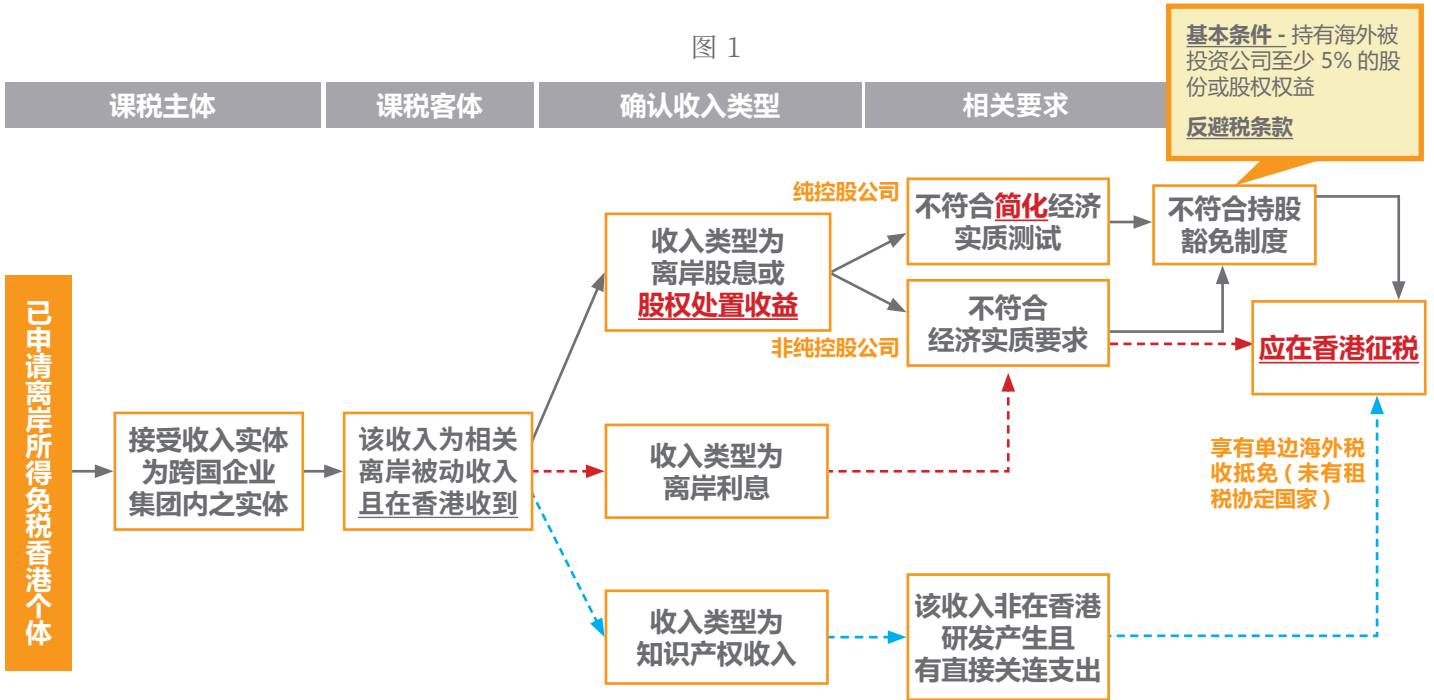 图 1
课税主体
课税客体
确认收入类型
相关要求
基本条件 - 持有海外被
投资公司至少 5% 的股
份或股权权益
反避税条款
已申请离岸所得免税香港个体
接受收入实体
为跨国企业
集团内之实体
该收入为相关
离岸被动收入
且在香港收到
收入类型为
离岸股息或
股权处置收益
纯控股公司
不符合简化经济
实质测试
不符合持股
豁免制度
非纯控股公司
不符合
经济实质要求
应在香港征税
收入类型为
离岸利息
享有单边海外税
收抵免（未有租
税协定国家）
收入类型为
知识产权收入
该收入非在香港
研发产生且
有直接关连支出